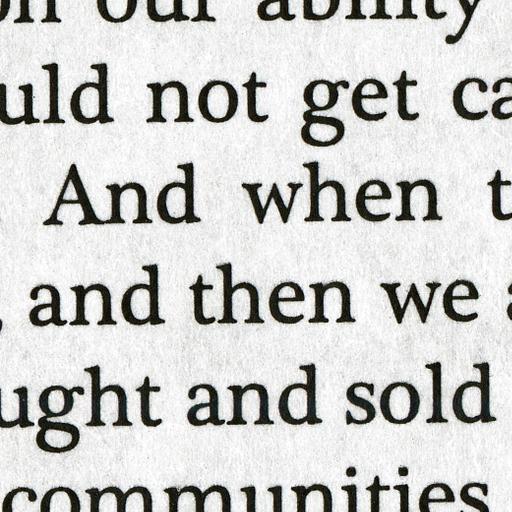 on our ability
uld not get ca
And when t
, and then we a
ught and sold
communities